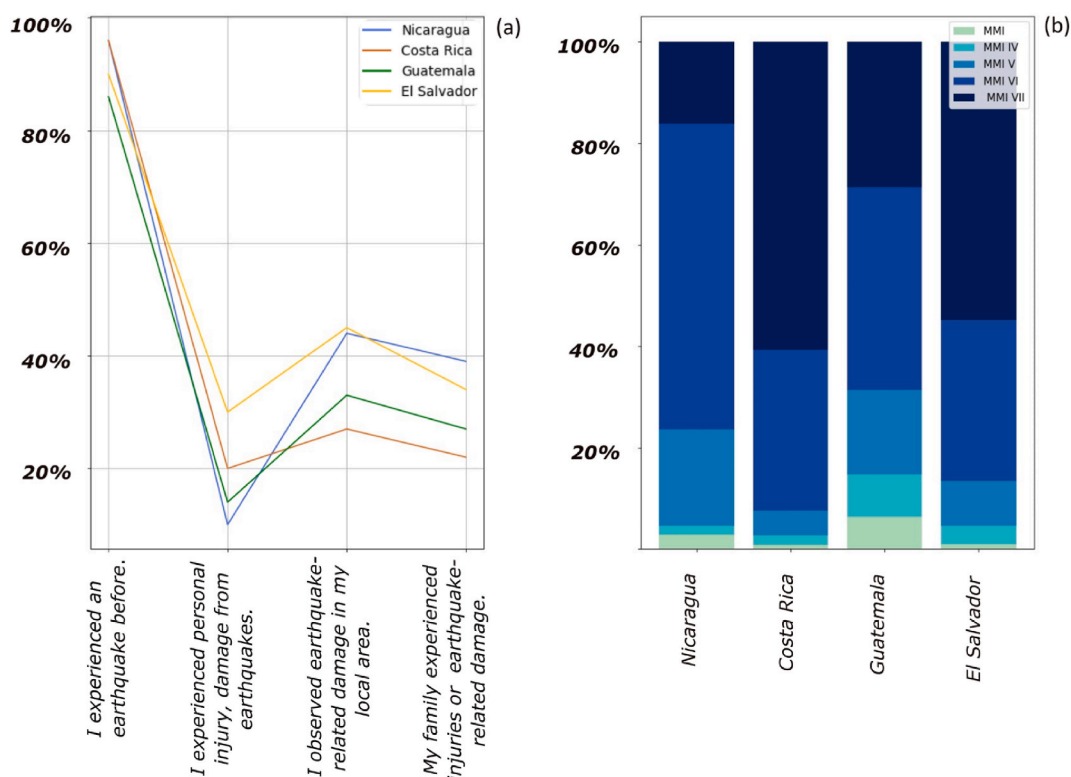 (a)
Nicaragua
Costa Rica
Guatemala
El Salvador
100%
80%
60%
40%
20%
I experienced an
earthquake before.
I experienced personal
injury, damage from
earthquakes.
I observed earthquake-
related damage in my
local area.
My family experienced
injuries or earthquake-
related damage.
(b)
MMI
MMI IV
MMI V
MMI VI
MMI VII
100%
80%
60%
40%
20%
Nicaragua
Costa Rica
Guatemala
El Salvador